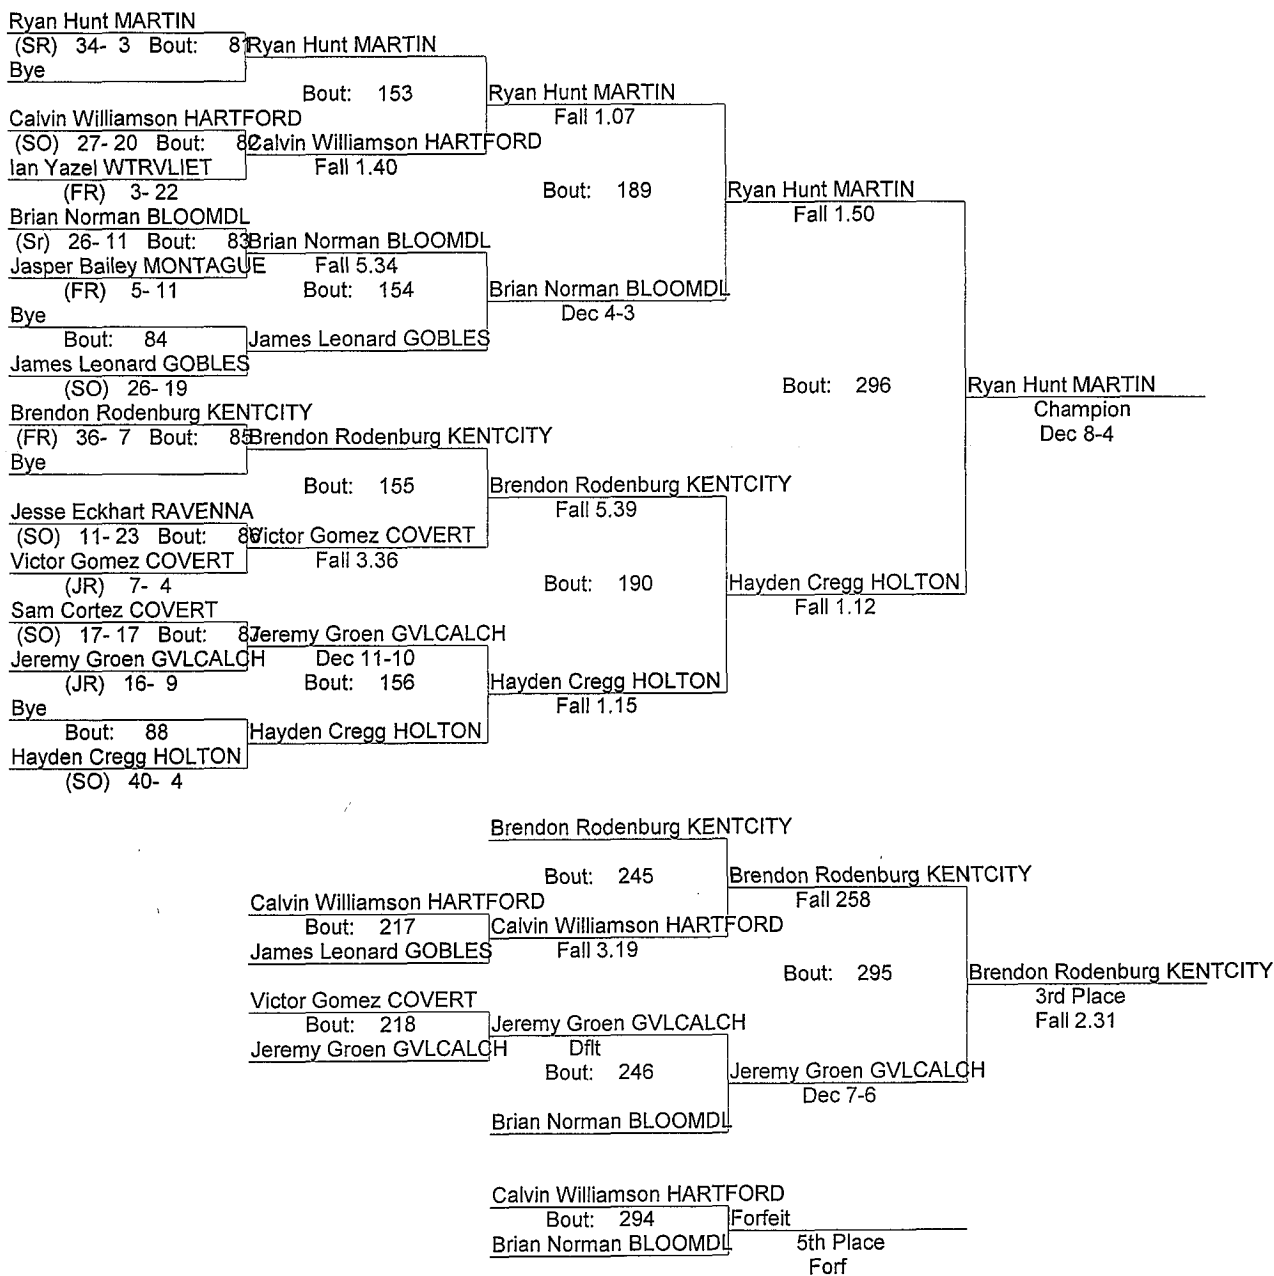 Ryan Hunt MARTIN
(SR) 34- 3 Bout: 81
Ryan Hunt MARTIN
Bye
Bout: 153
Ryan Hunt MARTIN
Fall 1.07
Calvin Williamson HARTFORD
(SO) 27- 20 Bout: 82
Calvin Williamson HARTFORD
Ian Yazel WTRVLIET
Fall 1.40
(FR) 3- 22
Bout: 189
Ryan Hunt MARTIN
Fall 1.50
Brian Norman BLOOMDL
(Sr) 26- 11 Bout: 83
Brian Norman BLOOMDL
Jasper Bailey MONTAGUE
Fall 5.34
(FR) 5- 11
Bout: 154
Brian Norman BLOOMDL
Dec 4-3
Bye
Bout: 84
James Leonard GOBLES
James Leonard GOBLES
(SO) 26- 19
Bout: 296
Ryan Hunt MARTIN
Champion
Dec 8-4
Brendon Rodenburg KENTCITY
(FR) 36- 7 Bout: 85
Brendon Rodenburg KENTCITY
Bye
Bout: 155
Brendon Rodenburg KENTCITY
Fall 5.39
Jesse Eckhart RAVENNA
(SO) 11- 23 Bout: 86
Victor Gomez COVERT
Victor Gomez COVERT
Fall 3.36
(JR) 7- 4
Bout: 190
Hayden Cregg HOLTON
Fall 1.12
Sam Cortez COVERT
(SO) 17- 17 Bout: 87
Jeremy Groen GVLCALCH
Jeremy Groen GVLCALCH
Dec 11-10
(JR) 16- 9
Bout: 156
Hayden Cregg HOLTON
Fall 1.15
Bye
Bout: 88
Hayden Cregg HOLTON
Hayden Cregg HOLTON
(SO) 40- 4
Brendon Rodenburg KENTCITY
Bout: 245
Brendon Rodenburg KENTCITY
Fall 258
Calvin Williamson HARTFORD
Bout: 217
Calvin Williamson HARTFORD
James Leonard GOBLES
Fall 3.19
Bout: 295
Brendon Rodenburg KENTCITY
3rd Place
Fall 2.31
Victor Gomez COVERT
Bout: 218
Jeremy Groen GVLCALCH
Jeremy Groen GVLCALCH
Dflt
Bout: 246
Jeremy Groen GVLCALCH
Dec 7-6
Brian Norman BLOOMDL
Calvin Williamson HARTFORD
Bout: 294
Forfeit
Brian Norman BLOOMDL
5th Place
Forf